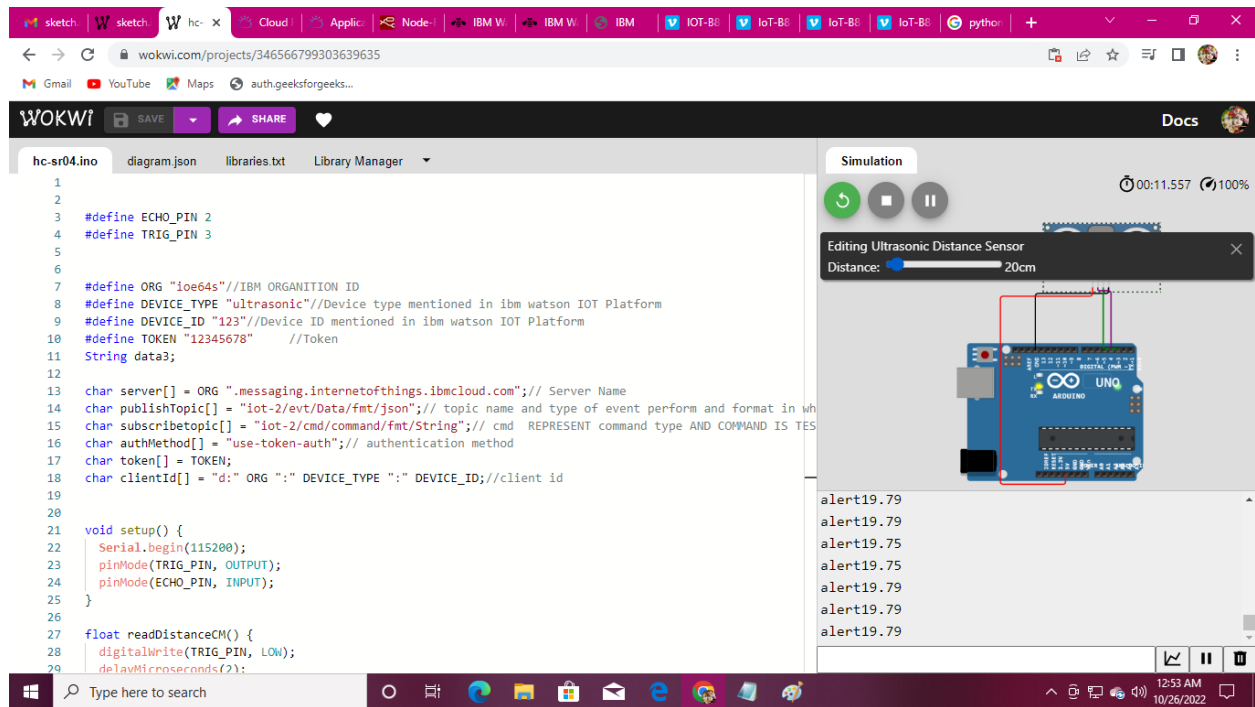 sketch.
sketch.
hc-
Cloud
Applica
Node-
IBM W
IBM W
IBM
IOT-B8
IoT-B8
IoT-B8
IoT-B8
python
wokwi.com/projects/346566799303639635
Gmail
YouTube
Maps
auth.geeksforgeeks...
WOKWi
SAVE
SHARE
Docs
hc-sr04.ino
diagram.json
libraries.txt
Library Manager
1
2
3 #define ECHO_PIN 2
4 #define TRIG_PIN 3
5
6
7 #define ORG "ioe64s"//IBM ORGANITION ID
8 #define DEVICE_TYPE "ultrasonic"//Device type mentioned in ibm watson IOT Platform
9 #define DEVICE_ID "123"//Device ID mentioned in ibm watson IOT Platform
10 #define TOKEN "12345678" //Token
11 String data3;
12
13 char server[] = ORG ".messaging.internetofthings.ibmcloud.com";// Server Name
14 char publishTopic[] = "iot-2/evt/Data/fmt/json";// topic name and type of event perform and format in wh
15 char subscribetopic[] = "iot-2/cmd/command/fmt/String";// cmd REPRESENT command type AND COMMAND IS TES
16 char authMethod[] = "use-token-auth";// authentication method
17 char token[] = TOKEN;
18 char clientId[] = "d:" ORG ":" DEVICE_TYPE ":" DEVICE_ID;//client id
19
20
21 void setup() {
22 Serial.begin(115200);
23 pinMode(TRIG_PIN, OUTPUT);
24 pinMode(ECHO_PIN, INPUT);
25 }
26
27 float readDistanceCM() {
28 digitalWrite(TRIG_PIN, LOW);
29 delayMicroseconds(2);
Simulation
00:11.557 100%
Editing Ultrasonic Distance Sensor
Distance: 20cm
DIGITAL (PWM ~)
UNO
ARDUINO
alert19.79
alert19.79
alert19.75
alert19.75
alert19.79
alert19.79
alert19.79
Type here to search
12:53 AM
10/26/2022